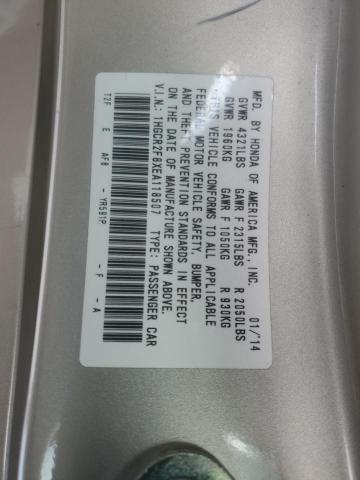 MFD. BY HONDA OF AMERICA MFG., INC. 01/14
GVWR 4321LBS GAWR F 2315LBS R 2050LBS
GVWR 1960KG GAWR F 1050KG R 930KG
THIS VEHICLE CONFORMS TO ALL APPLICABLE
FEDERAL MOTOR VEHICLE SAFETY, BUMPER,
AND THEFT PREVENTION STANDARDS IN EFFECT
ON THE DATE OF MANUFACTURE SHOWN ABOVE.
V.I.N.: 1HGCR2F8XEA118507 TYPE: PASSENGER CAR
T2F E AF8 - YR591P - F - A